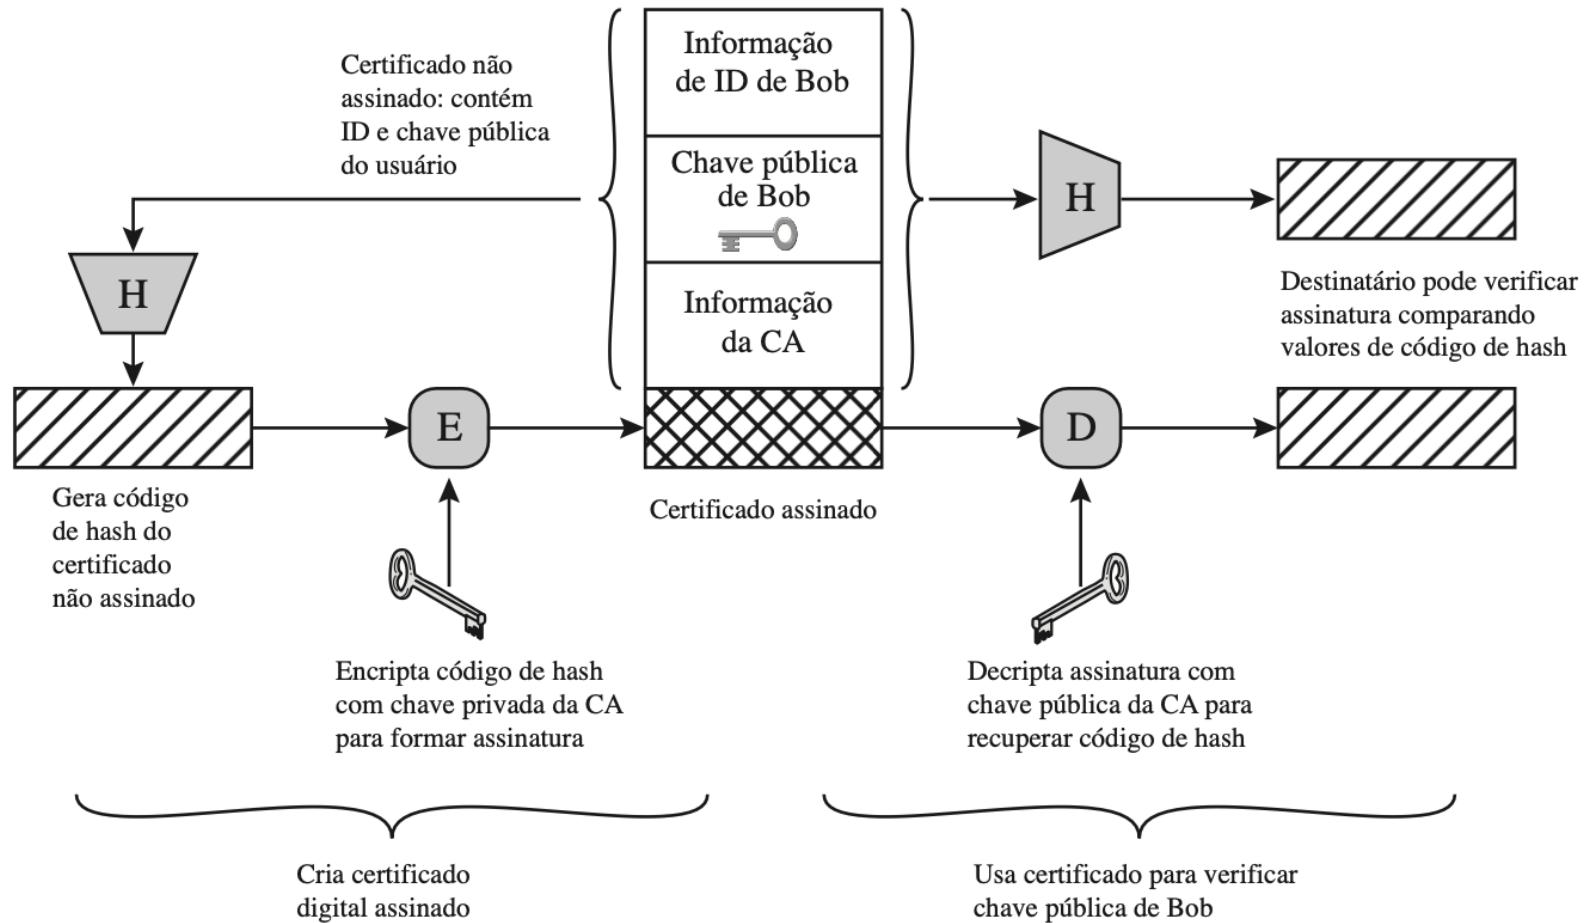 Informação
de ID de Bob
Certificado não
assinado: contém
ID e chave pública
do usuário
Chave pública
de Bob
H
H
Informação
da CA
Destinatário pode verificar
assinatura comparando
valores de código de hash
E
D
Gera código
de hash do
certificado
não assinado
Certificado assinado
Encripta código de hash
com chave privada da CA
para formar assinatura
Decripta assinatura com
chave pública da CA para
recuperar código de hash
Cria certificado
digital assinado
Usa certificado para verificar
chave pública de Bob